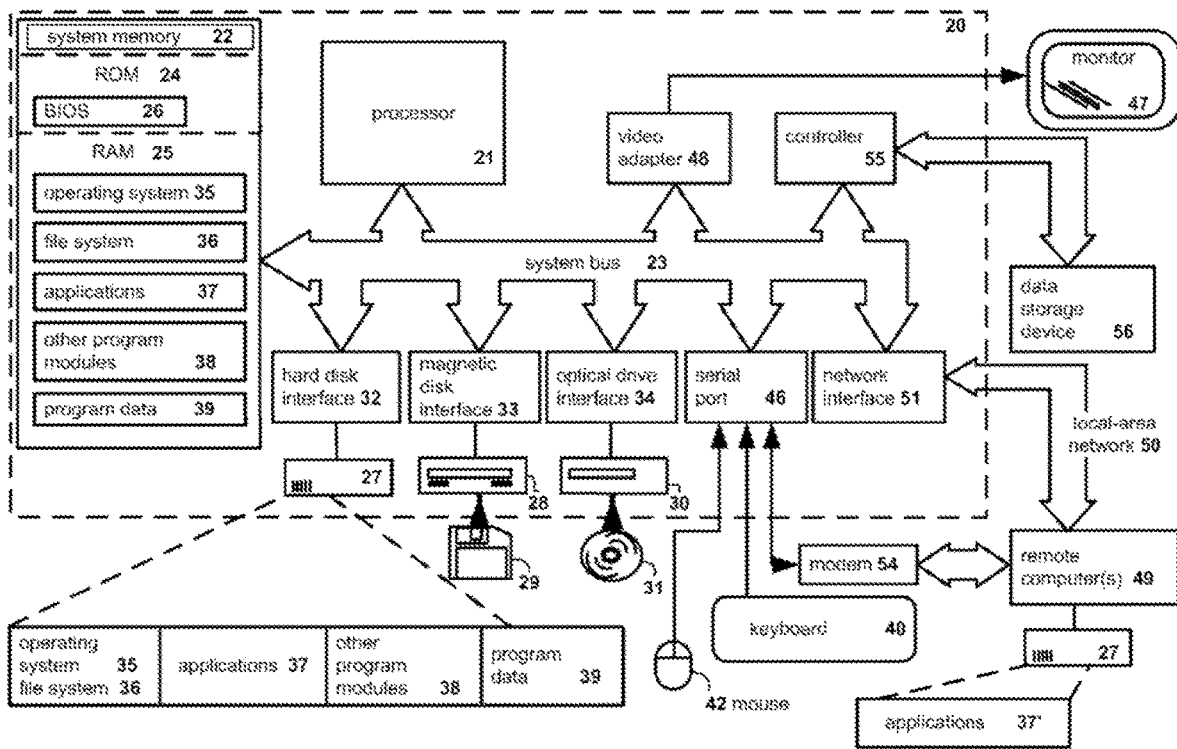 20
system memory 22
ROM 24
BIOS 26
RAM 25
operating system 35
file system 36
applications 37
other program
modules 38
program data 39
processor
21
video
adapter 48
controller
55
monitor
47
system bus 23
data
storage
device 56
hard disk
interface 32
magnetic
disk
interface 33
optical drive
interface 34
serial
port 46
network
interface 51
local-area
network 50
27
28
30
29
31
modem 54
remote
computer(s) 49
keyboard 40
42 mouse
27
operating
system 35
file system 36
applications 37
other
program
modules 38
program
data 39
applications 37'